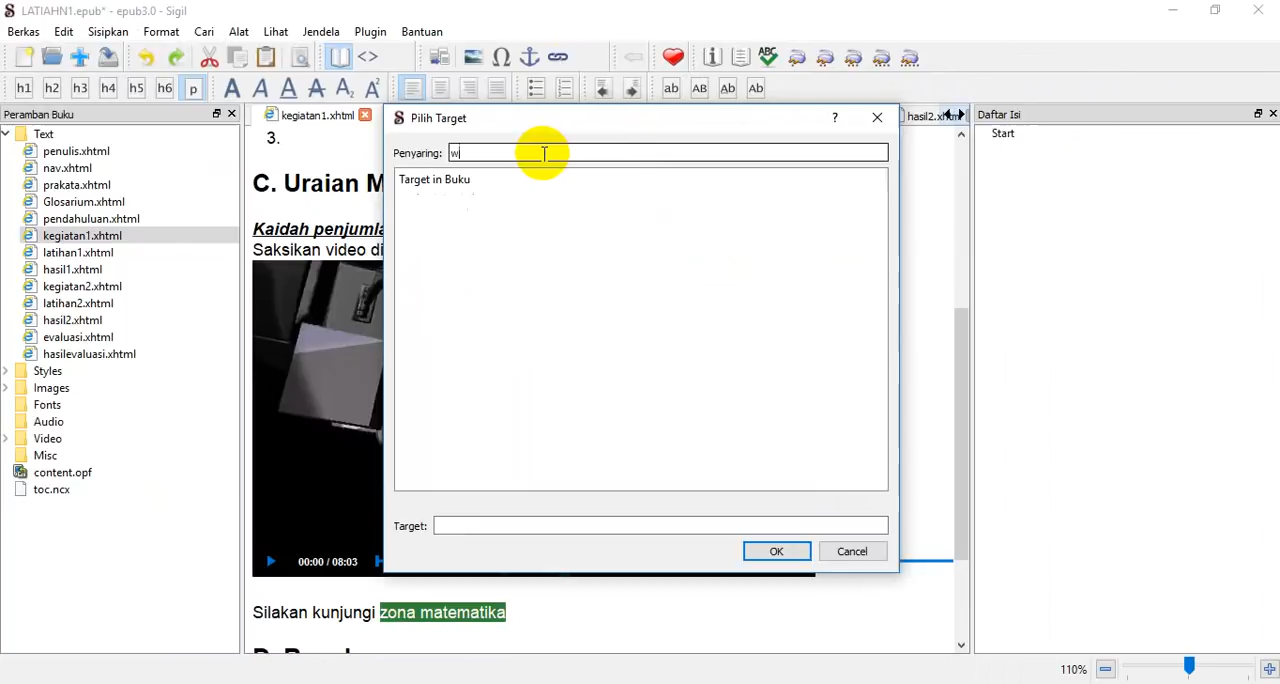 LATIAHN1.epub* - epub3.0 - Sigil
Berkas Edit Sisipkan Format Cari Alat Lihat Jendela Plugin Bantuan
h1 h2 h3 h4 h5 h6 p A A A A A₂ A² ab AB Ab Ab
Peramban Buku
Text
penulis.xhtml
nav.xhtml
prakata.xhtml
Glosarium.xhtml
pendahuluan.xhtml
kegiatan1.xhtml
latihan1.xhtml
hasil1.xhtml
kegiatan2.xhtml
latihan2.xhtml
hasil2.xhtml
evaluasi.xhtml
hasilevaluasi.xhtml
Styles
Images
Fonts
Audio
Video
Misc
content.opf
toc.ncx
kegiatan1.xhtml
3.
C. Uraian M
Kaidah penjumla
Saksikan video di
00:00 / 08:03
Silakan kunjungi zona matematika
Pilih Target
?
Penyaring: w
Target in Buku
Target:
OK Cancel
Daftar Isi
Start
110%